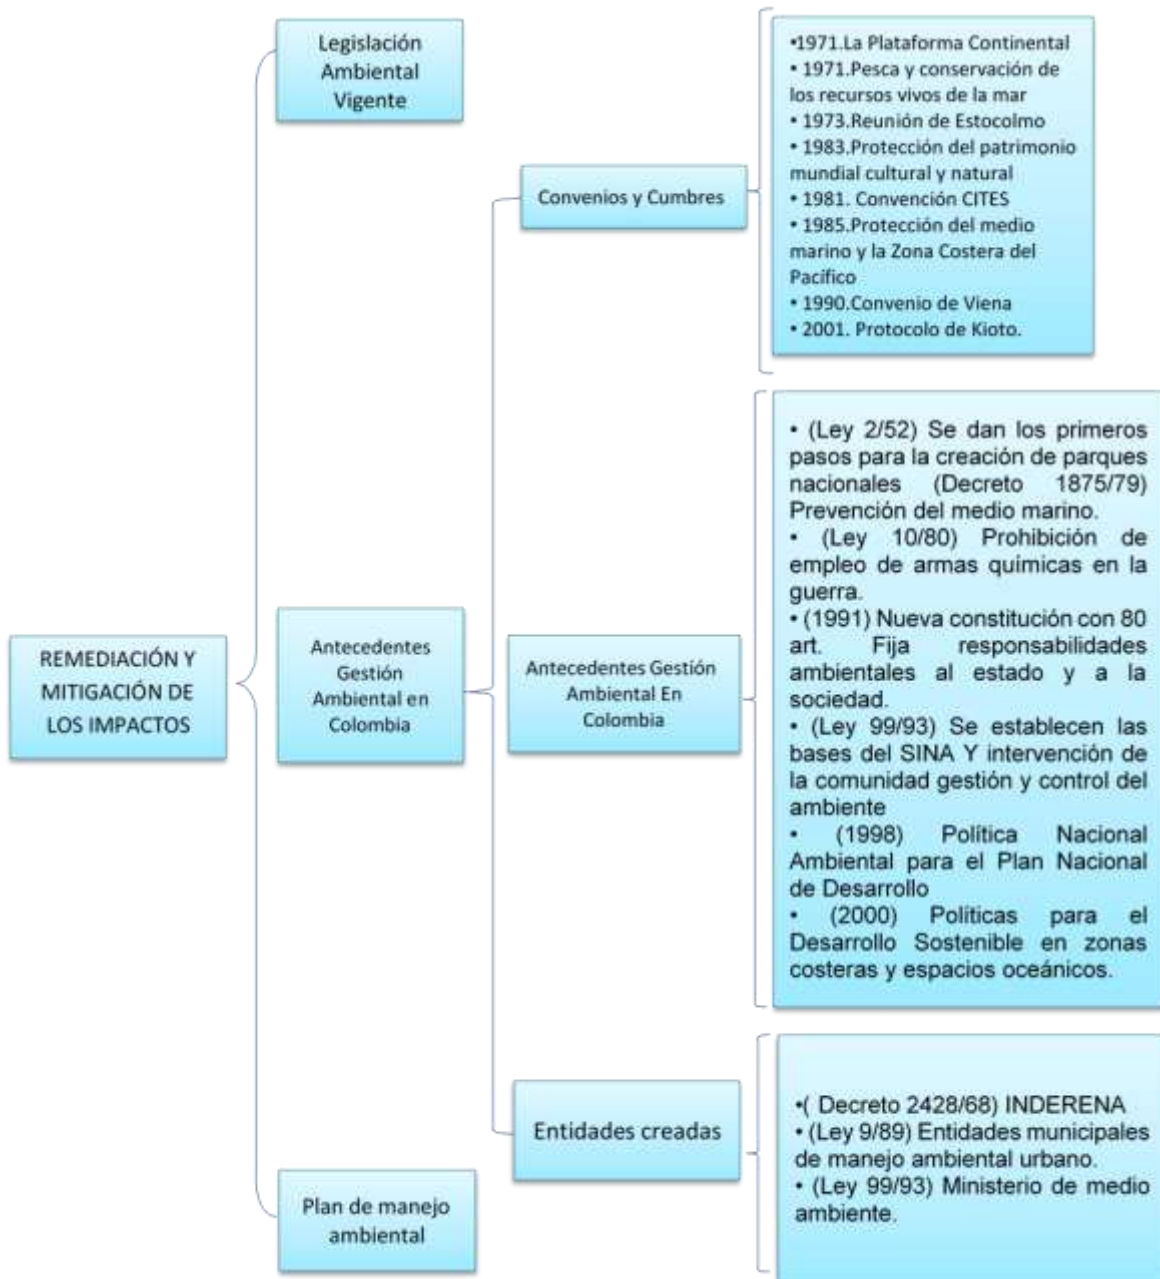 Legislación
Ambiental
Vigente
•1971.La Plataforma Continental
• 1971.Pesca y conservación de
los recursos vivos de la mar
• 1973.Reunión de Estocolmo
• 1983.Protección del patrimonio
mundial cultural y natural
• 1981. Convención CITES
• 1985.Protección del medio
marino y la Zona Costera del
Pacífico
• 1990.Convenio de Viena
• 2001. Protocolo de Kioto.
Convenios y Cumbres
• (Ley 2/52) Se dan los primeros
pasos para la creación de parques
nacionales (Decreto 1875/79)
Prevención del medio marino.
• (Ley 10/80) Prohibición de
empleo de armas químicas en la
guerra.
• (1991) Nueva constitución con 80
art. Fija responsabilidades
ambientales al estado y a la
sociedad.
• (Ley 99/93) Se establecen las
bases del SINA Y intervención de
la comunidad gestión y control del
ambiente
• (1998) Política Nacional
Ambiental para el Plan Nacional
de Desarrollo
• (2000) Políticas para el
Desarrollo Sostenible en zonas
costeras y espacios oceánicos.
REMEDIACIÓN Y
MITIGACIÓN DE
LOS IMPACTOS
Antecedentes
Gestión
Ambiental en
Colombia
Antecedentes Gestión
Ambiental En
Colombia
Entidades creadas
•( Decreto 2428/68) INDERENA
• (Ley 9/89) Entidades municipales
de manejo ambiental urbano.
• (Ley 99/93) Ministerio de medio
ambiente.
Plan de manejo
ambiental